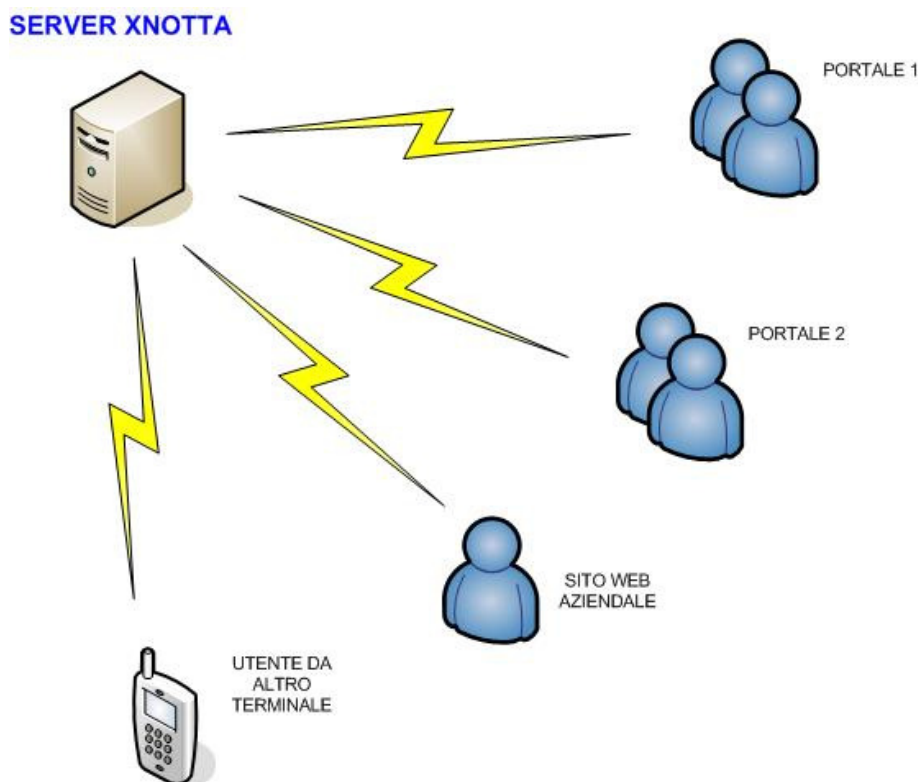 SERVER XNOTTA
PORTALE 1
PORTALE 2
SITO WEB
AZIENDALE
UTENTE DA
ALTRO
TERMINALE